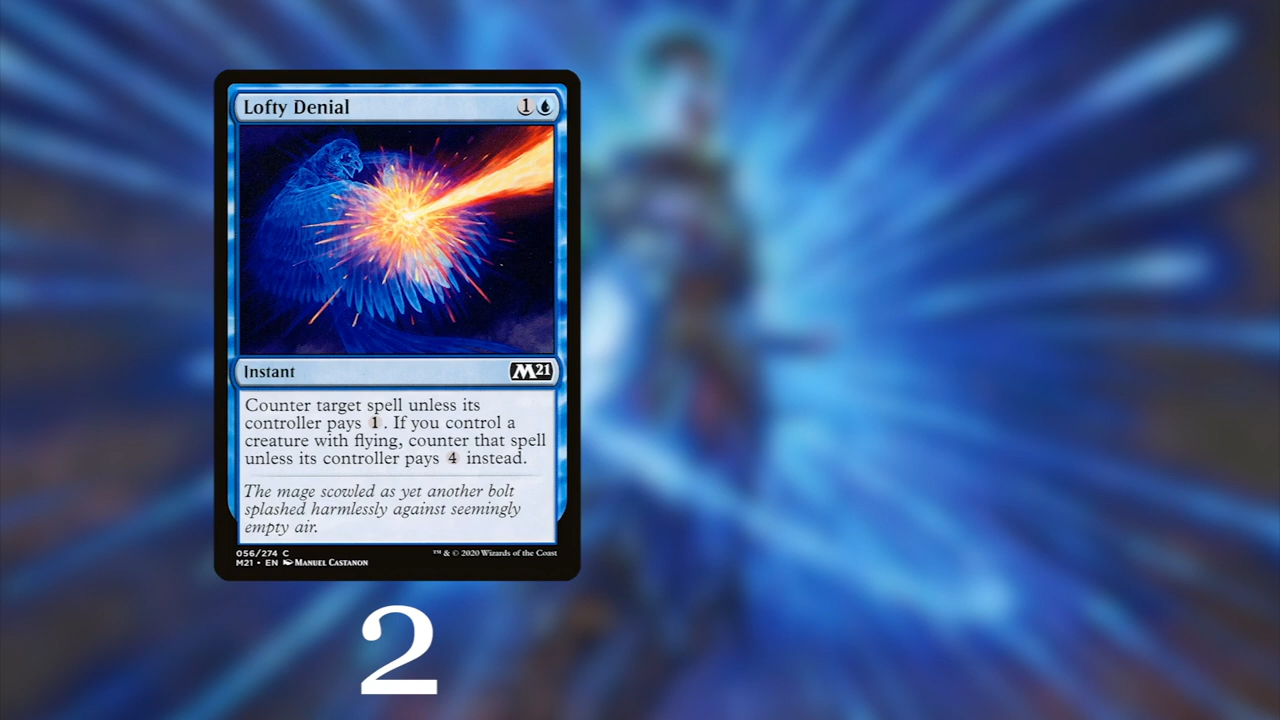 Lofty Denial 1
Instant M21
Counter target spell unless its
controller pays 1. If you control a
creature with flying, counter that spell
unless its controller pays 4 instead.
The mage scowled as yet another bolt
splashed harmlessly against seemingly
empty air.
056/274 C ™ & © 2020 Wizards of the Coast
M21 • EN Manuel Castanon
2